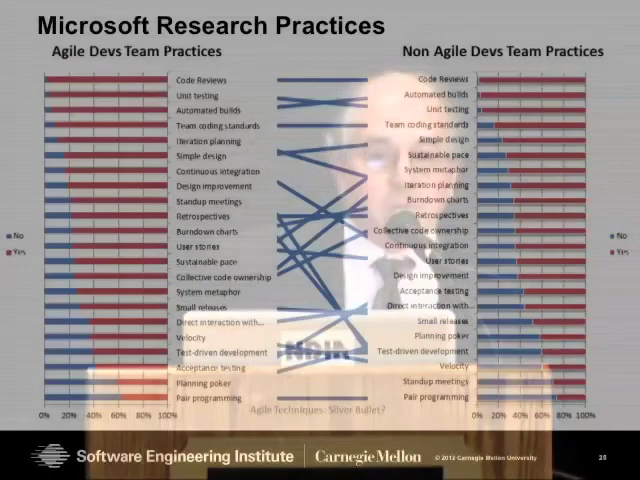 Microsoft Research Practices
Agile Devs Team Practices
Non Agile Devs Team Practices
No
Yes
Code Reviews
Unit testing
Automated builds
Team coding standards
Iteration planning
Simple design
Continuous integration
Design improvement
Standup meetings
Retrospectives
Burndown charts
User stories
Sustainable pace
Collective code ownership
System metaphor
Small releases
Direct interaction with...
Velocity
Test-driven development
Acceptance testing
Planning poker
Pair programming
0% 20% 40% 60% 80% 100%
Code Reviews
Automated builds
Unit testing
Team coding standards
Simple design
Sustainable pace
System metaphor
Iteration planning
Burndown charts
Retrospectives
Collective code ownership
Continuous integration
User stories
Design improvement
Acceptance testing
Direct interaction with...
Small releases
Planning poker
Test-driven development
Velocity
Standup meetings
Pair programming
0% 20% 40% 60% 80% 100%
No
Yes
NDIA
Agile Techniques: Silver Bullet?
Software Engineering Institute
Carnegie Mellon
© 2013 Carnegie Mellon University
25